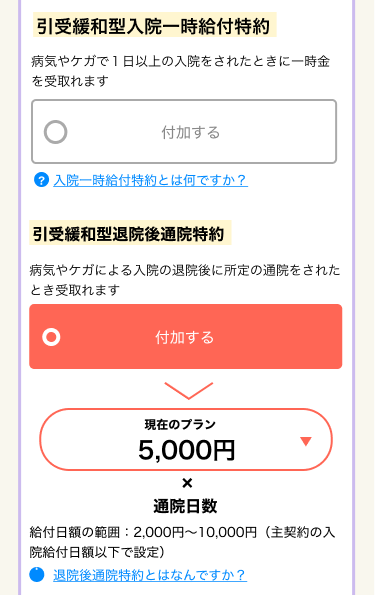 引受緩和型入院一時給付特約
病気やケガで１日以上の入院をされたときに一時金
を受取れます
付加する
? 入院一時給付特約とは何ですか？
引受緩和型退院後通院特約
病気やケガによる入院の退院後に所定の通院をされた
とき受取れます
付加する
現在のプラン
5,000円
×
通院日数
給付日額の範囲：2,000円〜10,000円（主契約の入
院給付日額以下で設定）
退院後通院特約とはなんですか？